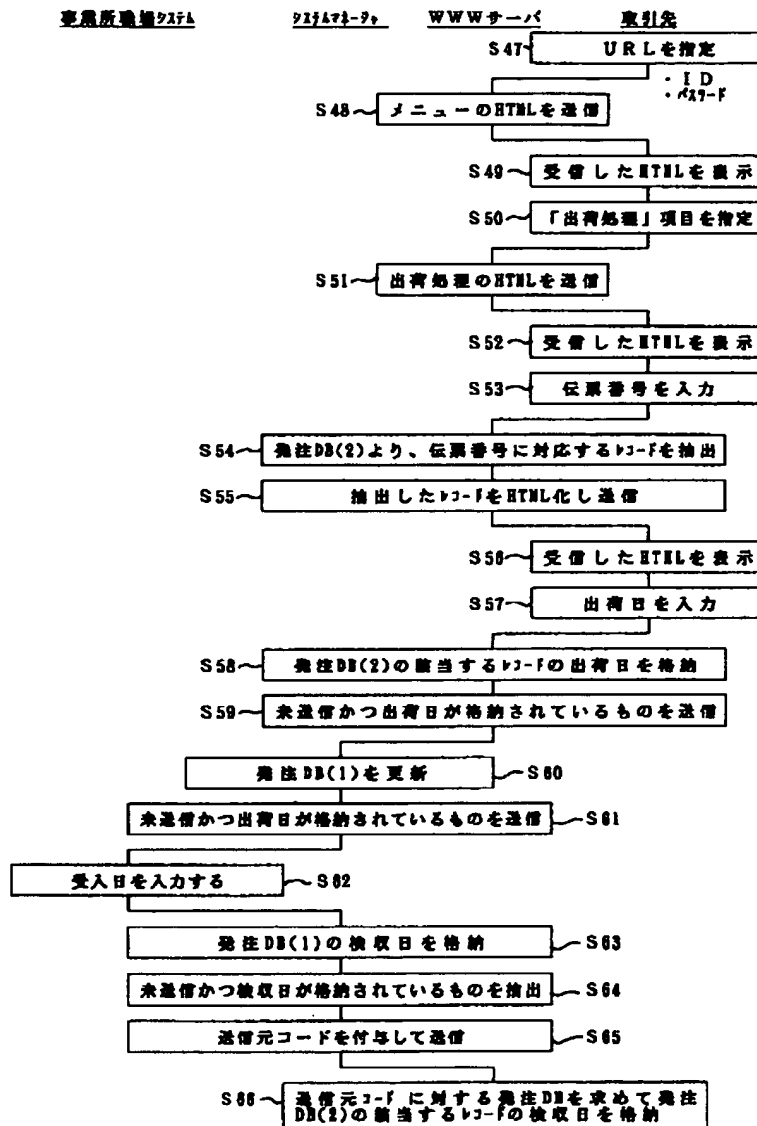 事業所職場システム　システムマネージャ　WWWサーバ　取引先
S47 URLを指定
・ID
・パスワード
S48 メニューのHTMLを送信
S49 受信したHTMLを表示
S50 「出荷処理」項目を指定
S51 出荷処理のHTMLを送信
S52 受信したHTMLを表示
S53 伝票番号を入力
S54 発注DB(2)より、伝票番号に対応するレコードを抽出
S55 抽出したレコードをHTML化し送信
S56 受信したHTMLを表示
S57 出荷日を入力
S58 発注DB(2)の該当するレコードの出荷日を格納
S59 未送信かつ出荷日が格納されているものを送信
発注DB(1)を更新 S60
未送信かつ出荷日が格納されているものを送信 S61
受入日を入力する S62
発注DB(1)の検収日を格納 S63
未送信かつ検収日が格納されているものを抽出 S64
送信元コードを付与して送信 S65
S66 送信元コードに対する発注DBを求めて発注
DB(2)の該当するレコードの検収日を格納